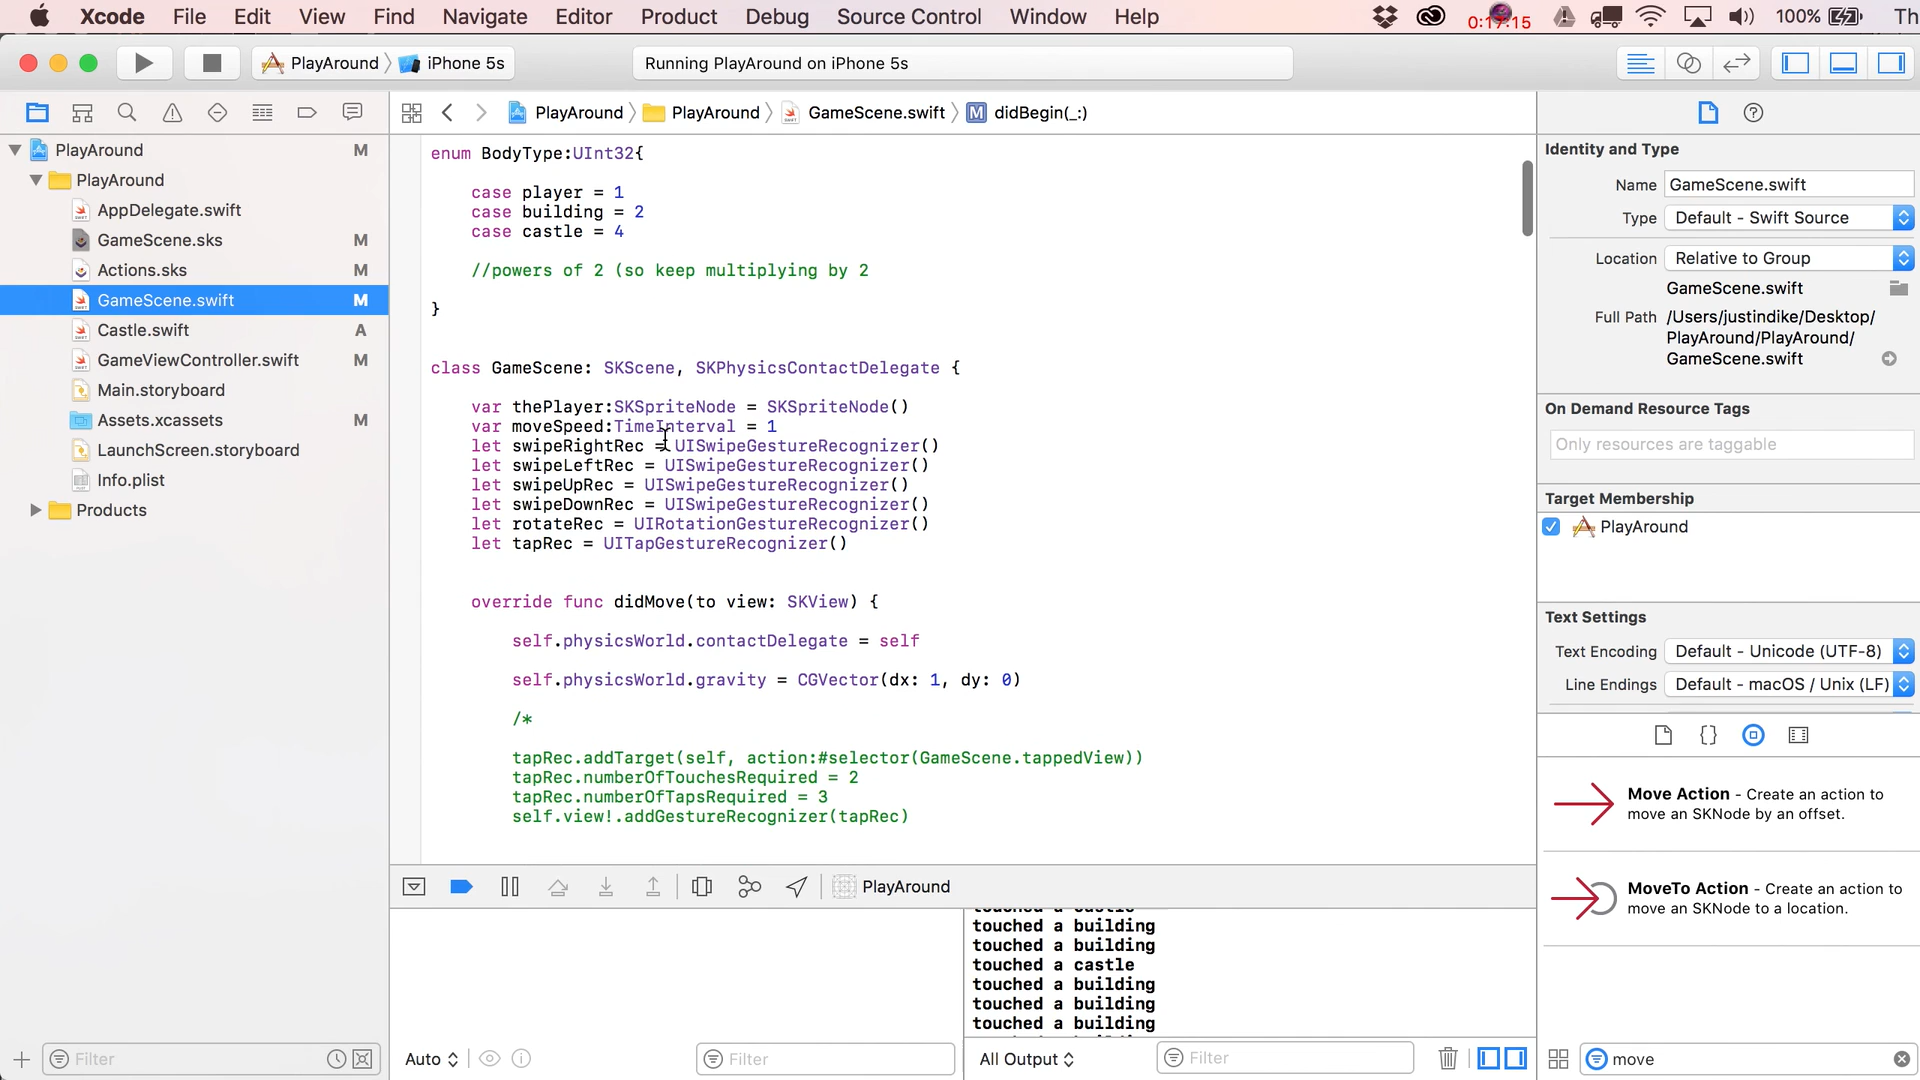 Xcode File Edit View Find Navigate Editor Product Debug Source Control Window Help 0:17:15 100% Th
PlayAround iPhone 5s Running PlayAround on iPhone 5s
PlayAround PlayAround GameScene.swift M didBegin(_:)
PlayAround M
PlayAround
AppDelegate.swift
GameScene.sks M
Actions.sks M
GameScene.swift M
Castle.swift A
GameViewController.swift M
Main.storyboard
Assets.xcassets M
LaunchScreen.storyboard
Info.plist
Products
Filter
enum BodyType:UInt32{
case player = 1
case building = 2
case castle = 4
//powers of 2 (so keep multiplying by 2
}
class GameScene: SKScene, SKPhysicsContactDelegate {
var thePlayer:SKSpriteNode = SKSpriteNode()
var moveSpeed:TimeInterval = 1
let swipeRightRec = UISwipeGestureRecognizer()
let swipeLeftRec = UISwipeGestureRecognizer()
let swipeUpRec = UISwipeGestureRecognizer()
let swipeDownRec = UISwipeGestureRecognizer()
let rotateRec = UIRotationGestureRecognizer()
let tapRec = UITapGestureRecognizer()
override func didMove(to view: SKView) {
self.physicsWorld.contactDelegate = self
self.physicsWorld.gravity = CGVector(dx: 1, dy: 0)
/*
tapRec.addTarget(self, action:#selector(GameScene.tappedView))
tapRec.numberOfTouchesRequired = 2
tapRec.numberOfTapsRequired = 3
self.view!.addGestureRecognizer(tapRec)
PlayAround
touched a castle
touched a building
touched a building
touched a castle
touched a building
touched a building
touched a building
Auto Filter All Output Filter
Identity and Type
Name GameScene.swift
Type Default - Swift Source
Location Relative to Group
GameScene.swift
Full Path /Users/justindike/Desktop/
PlayAround/PlayAround/
GameScene.swift
On Demand Resource Tags
Only resources are taggable
Target Membership
PlayAround
Text Settings
Text Encoding Default - Unicode (UTF-8)
Line Endings Default - macOS / Unix (LF)
{}
Move Action - Create an action to
move an SKNode by an offset.
MoveTo Action - Create an action to
move an SKNode to a location.
move